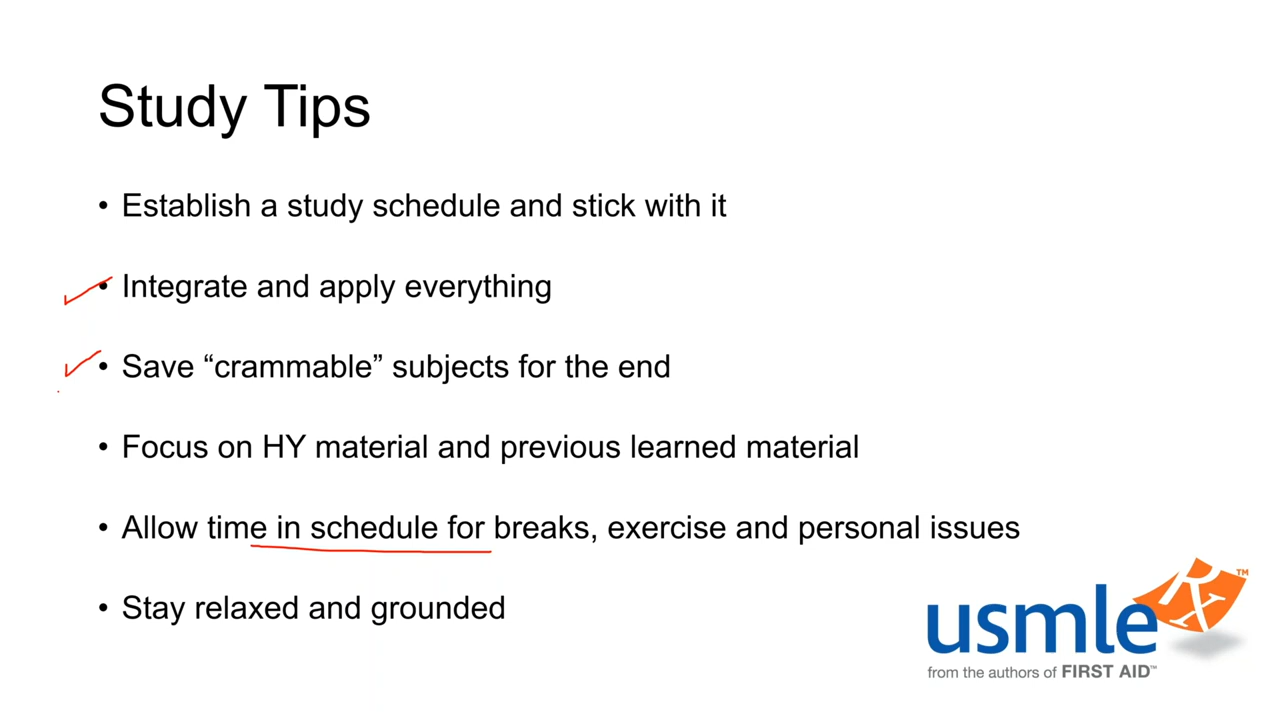 Study Tips
• Establish a study schedule and stick with it
• Integrate and apply everything
• Save “crammable” subjects for the end
• Focus on HY material and previous learned material
• Allow time in schedule for breaks, exercise and personal issues
• Stay relaxed and grounded
usmle Rx™
from the authors of FIRST AID™